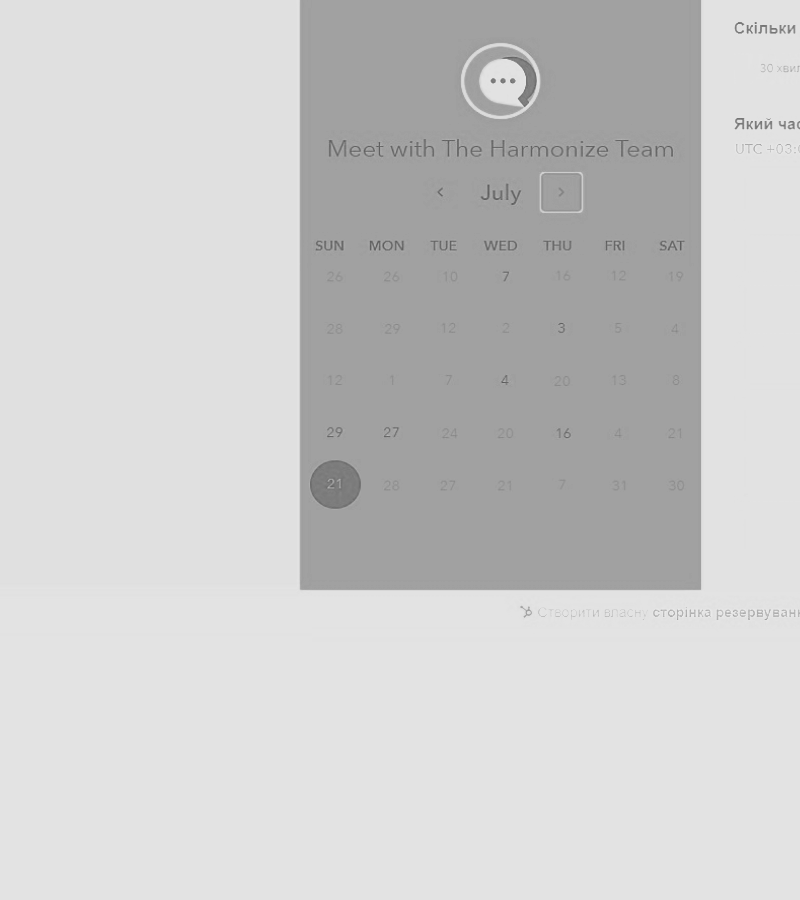 Скільки
30 хвил
Meet with The Harmonize Team
Який час
UTC +03:0
July
SUN MON TUE WED THU FRI SAT
26 26 10 7 16 12 19
28 29 12 2 3 5 4
12 1 7 4 20 13 8
29 27 24 20 16 4 21
21 28 27 21 7 31 30
Створити власну сторінка резервуванн